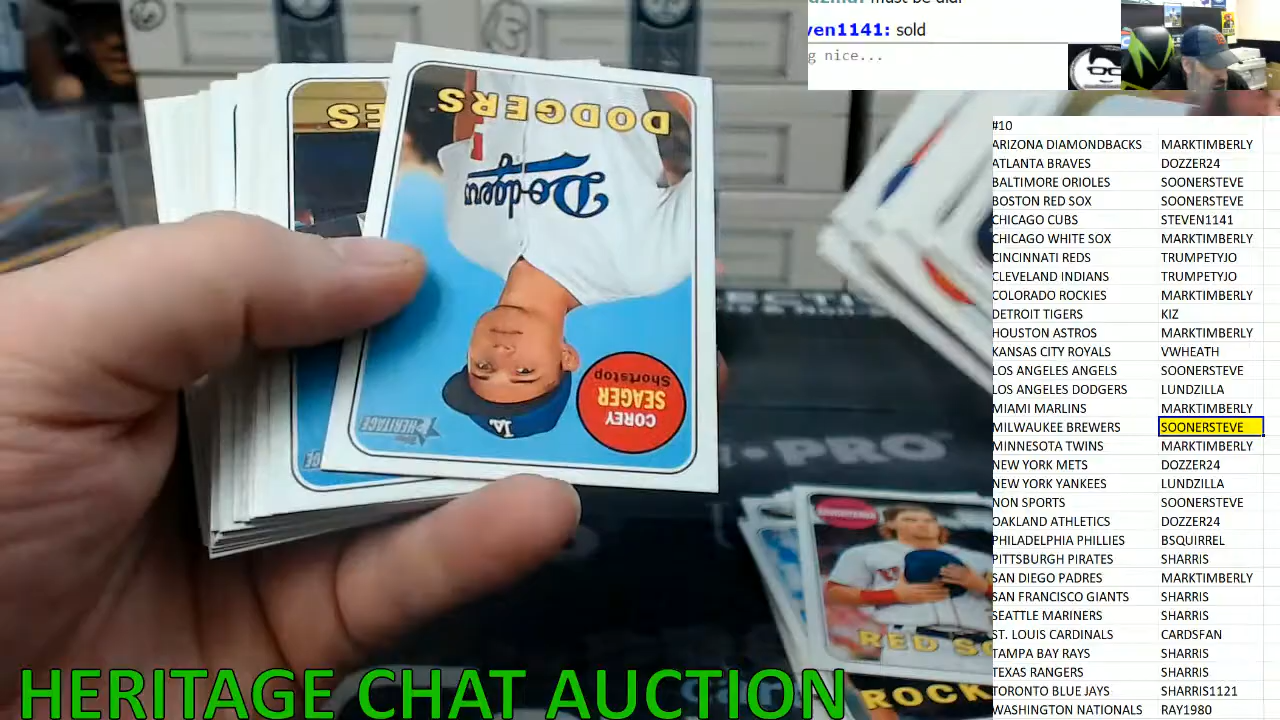 ven1141: sold
g nice...
#10
ARIZONA DIAMONDBACKS MARKTIMBERLY
ATLANTA BRAVES DOZZER24
BALTIMORE ORIOLES SOONERSTEVE
BOSTON RED SOX SOONERSTEVE
CHICAGO CUBS STEVEN1141
CHICAGO WHITE SOX MARKTIMBERLY
CINCINNATI REDS TRUMPETYJO
CLEVELAND INDIANS TRUMPETYJO
COLORADO ROCKIES MARKTIMBERLY
DETROIT TIGERS KIZ
HOUSTON ASTROS MARKTIMBERLY
KANSAS CITY ROYALS VWHEATH
LOS ANGELES ANGELS SOONERSTEVE
LOS ANGELES DODGERS LUNDZILLA
MIAMI MARLINS MARKTIMBERLY
MILWAUKEE BREWERS SOONERSTEVE
MINNESOTA TWINS MARKTIMBERLY
NEW YORK METS DOZZER24
NEW YORK YANKEES LUNDZILLA
NON SPORTS SOONERSTEVE
OAKLAND ATHLETICS DOZZER24
PHILADELPHIA PHILLIES BSQUIRREL
PITTSBURGH PIRATES SHARRIS
SAN DIEGO PADRES MARKTIMBERLY
SAN FRANCISCO GIANTS SHARRIS
SEATTLE MARINERS SHARRIS
ST. LOUIS CARDINALS CARDSFAN
TAMPA BAY RAYS SHARRIS
TEXAS RANGERS SHARRIS
TORONTO BLUE JAYS SHARRIS1121
WASHINGTON NATIONALS RAY1980
ES
DODGERS
Dodgers
COREY
SEAGER
Shortstop
LA
HERITAGE
PRO
RED SO
ROCK
HERITAGE CHAT AUCTION